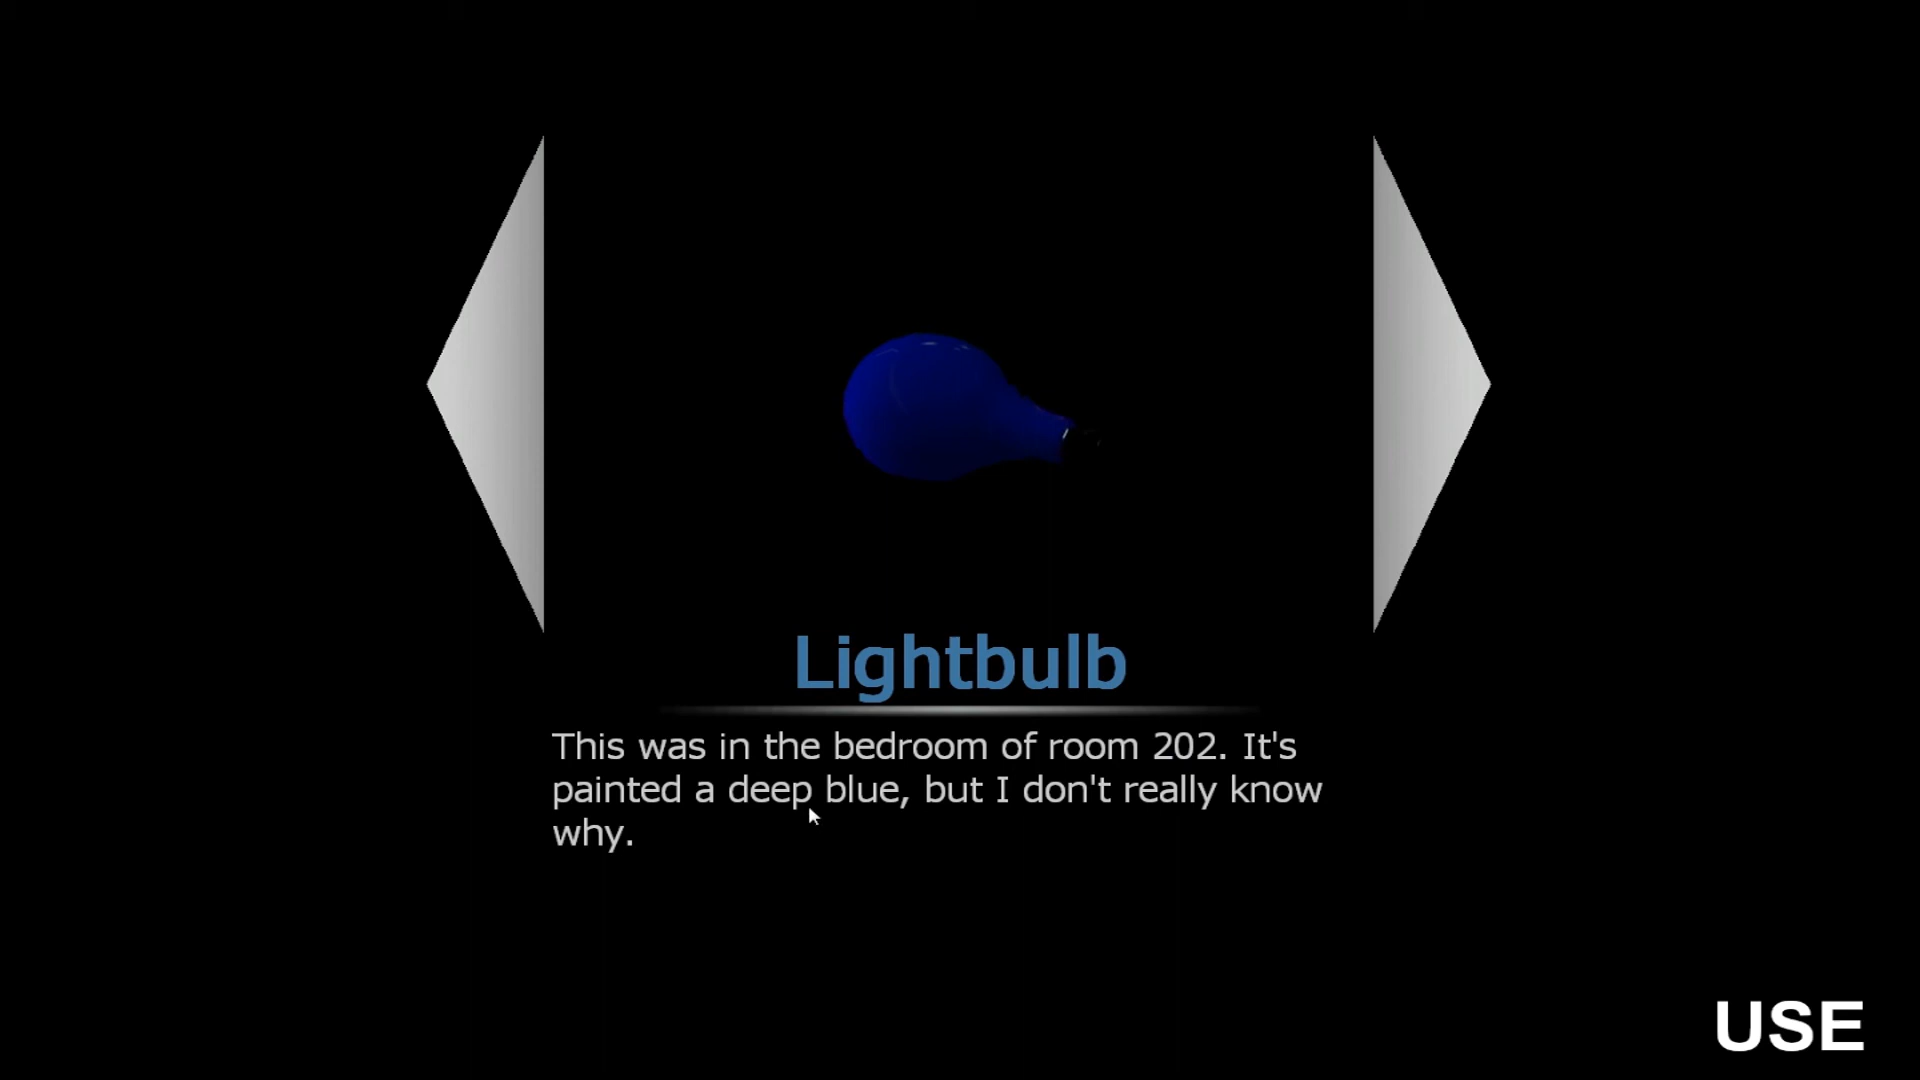 Lightbulb
This was in the bedroom of room 202. It's
painted a deep blue, but I don't really know
why.
USE